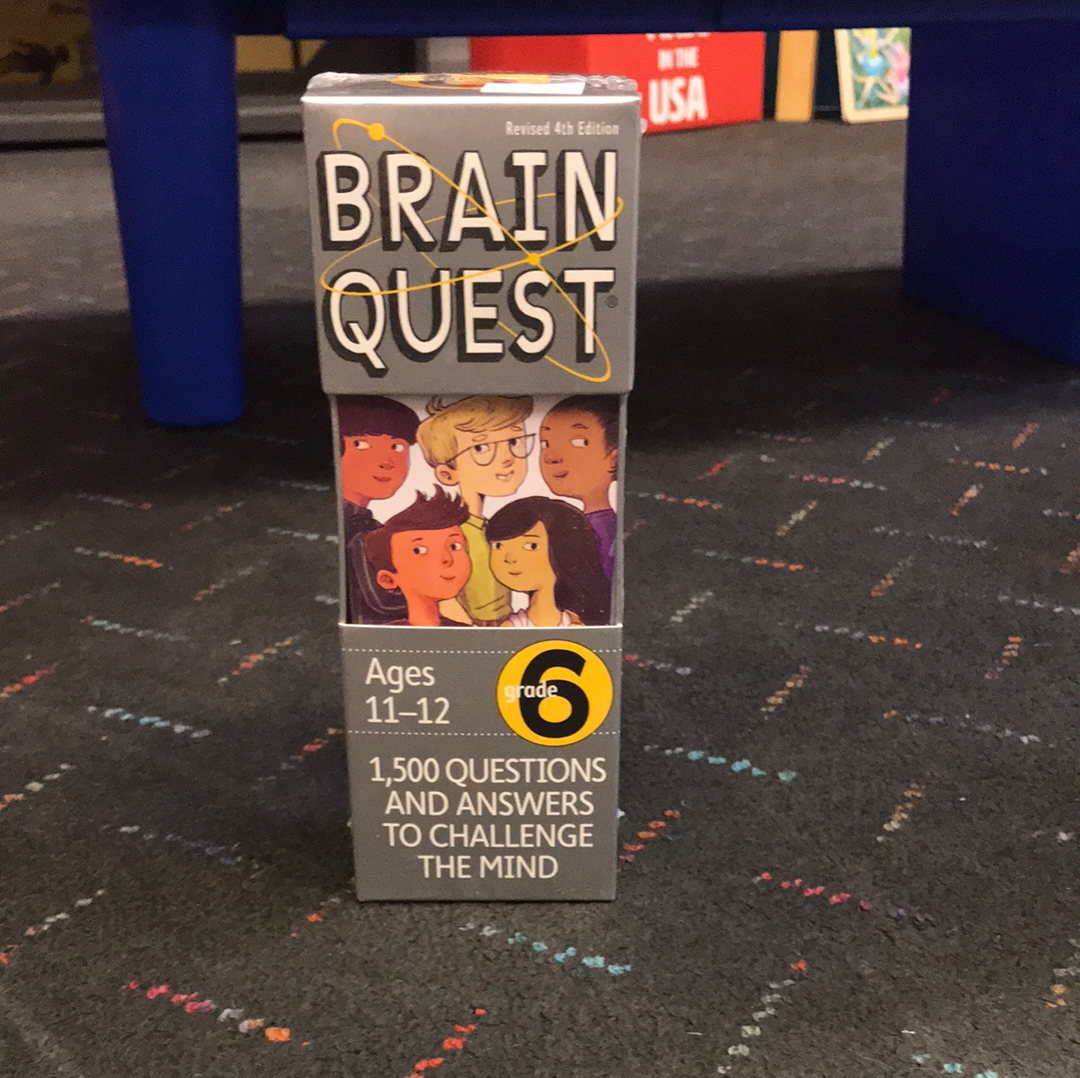 IN THE
USA
Revised 4th Edition
BRAIN
QUEST®
Ages
11–12
grade 6
1,500 QUESTIONS
AND ANSWERS
TO CHALLENGE
THE MIND